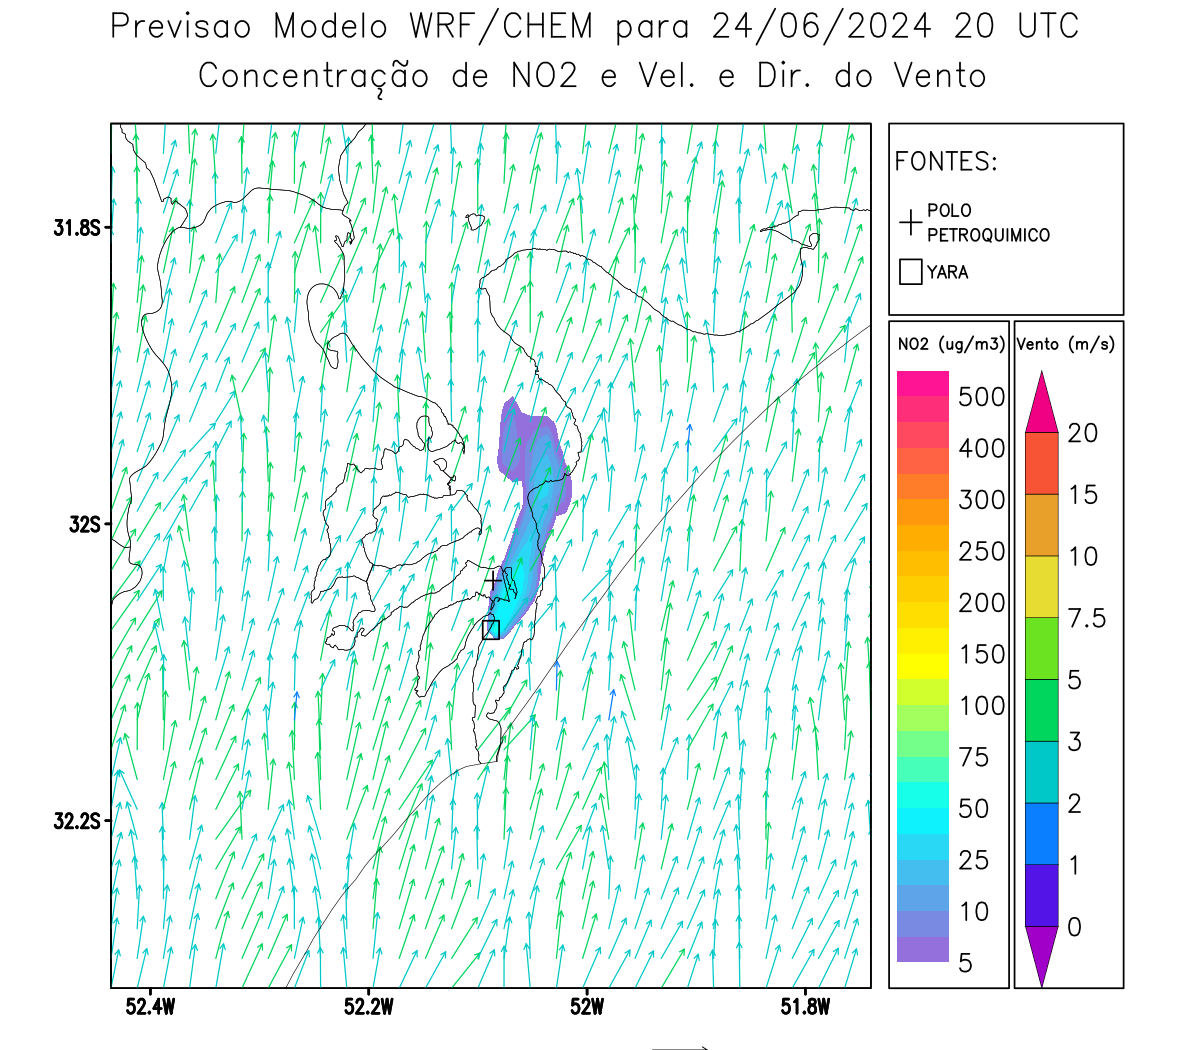 Previsao Modelo WRF/CHEM para 24/06/2024 20 UTC
Concentração de NO2 e Vel. e Dir. do Vento
FONTES:
POLO
PETROQUIMICO
YARA
31.8S
32S
32.2S
52.4W
52.2W
52W
51.8W
NO2 (ug/m3)
500
400
300
250
200
150
100
75
50
25
10
5
Vento (m/s)
20
15
10
7.5
5
3
2
1
0